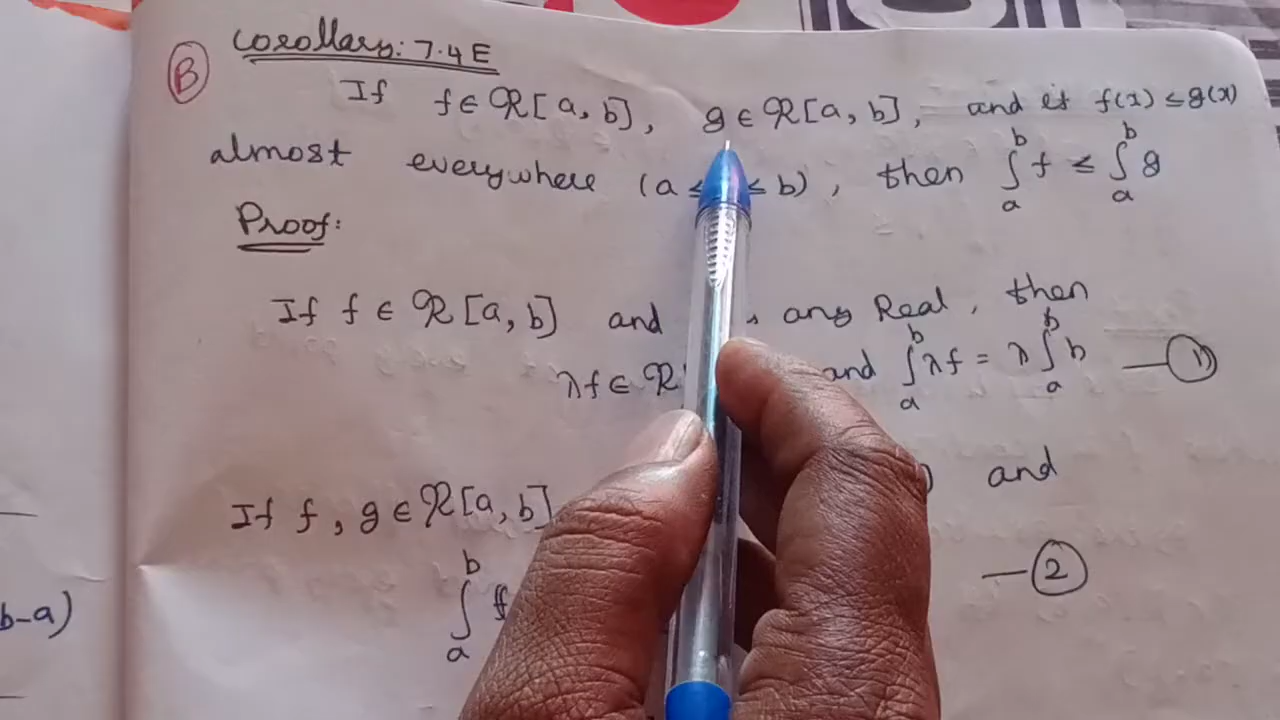 B
Corollary: 7.4 E
If f ∈ R[a, b], g ∈ R[a, b], and if f(x) ≤ g(x)
almost everywhere (a ≤ ≤ b), then ∫_a^b f ≤ ∫_a^b g
Proof:
If f ∈ R[a, b] and any Real, then
λf ∈ R and ∫_a^b λf = λ ∫_a^b b —①
If f, g ∈ R[a, b] and
∫_a^b —②
b-a)